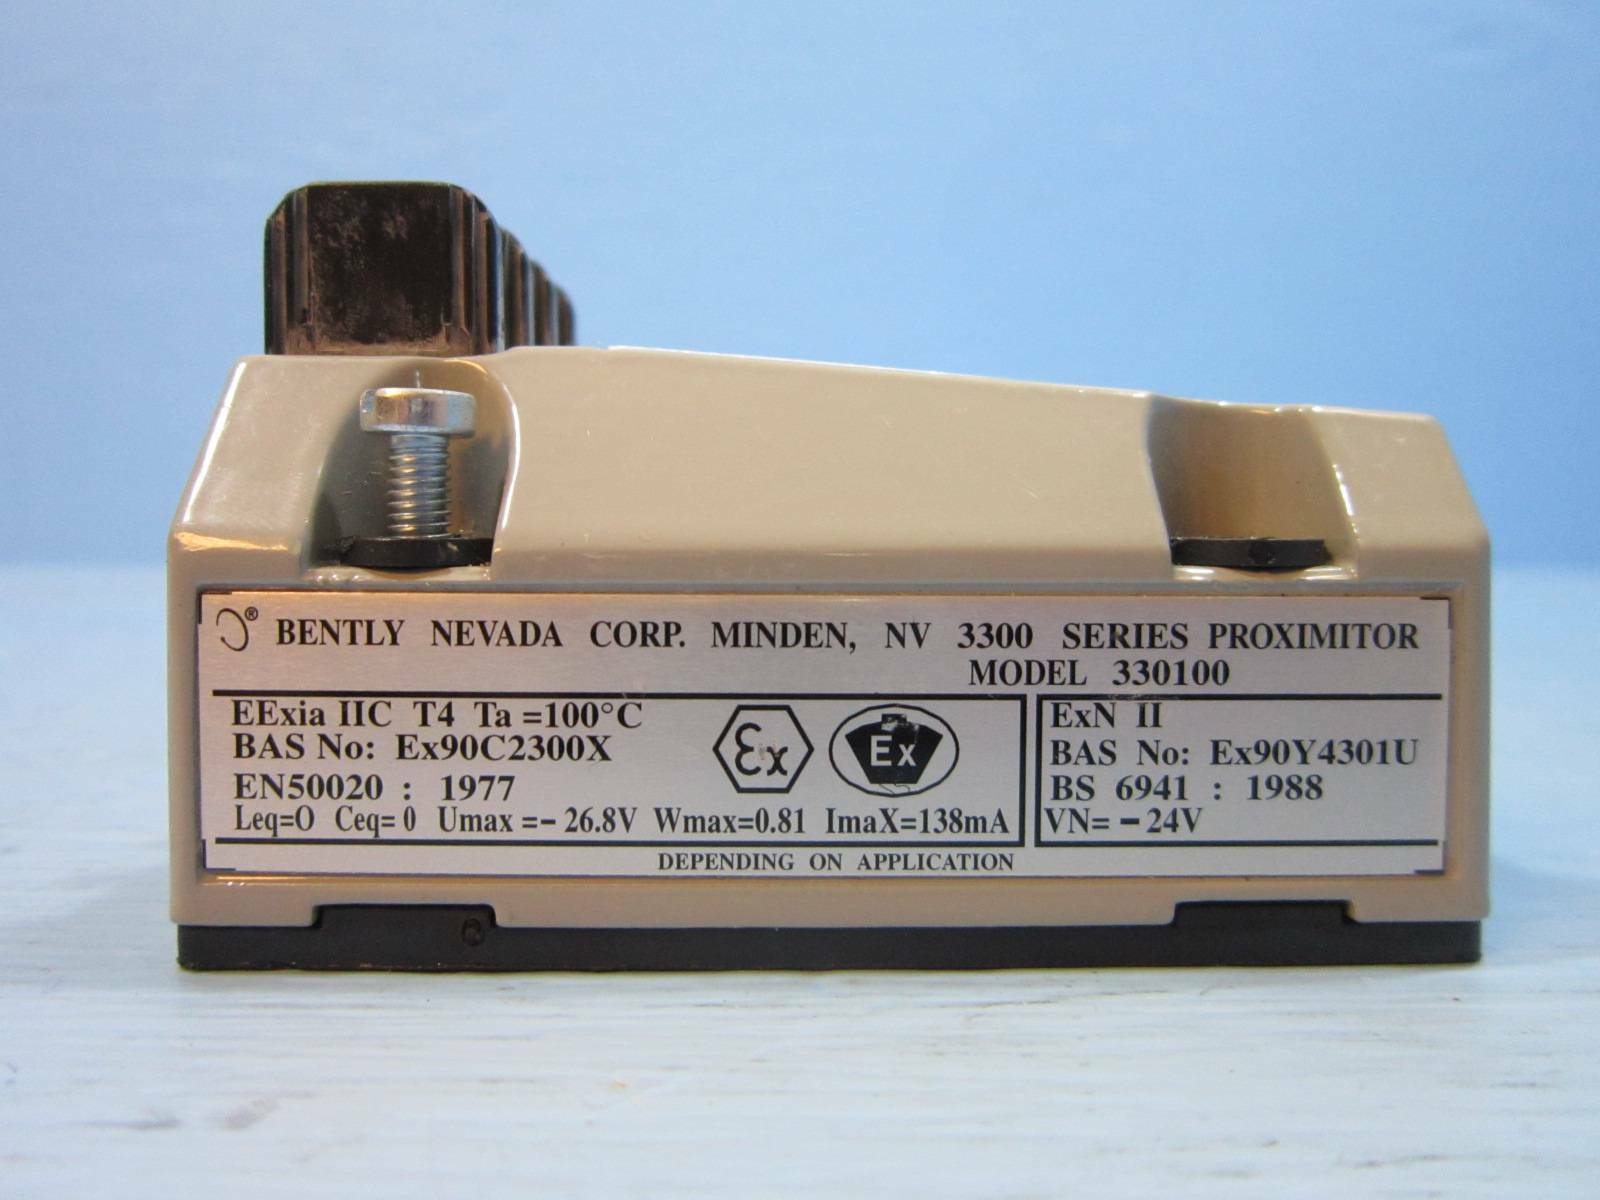 ® BENTLY NEVADA CORP. MINDEN, NV 3300 SERIES PROXIMITOR
MODEL 330100
EExia IIC T4 Ta =100°C
BAS No: Ex90C2300X
EN50020 : 1977
Leq=O Ceq= 0 Umax =- 26.8V Wmax=0.81 ImaX=138mA
Ex
Ex
ExN II
BAS No: Ex90Y4301U
BS 6941 : 1988
VN= -24V
DEPENDING ON APPLICATION